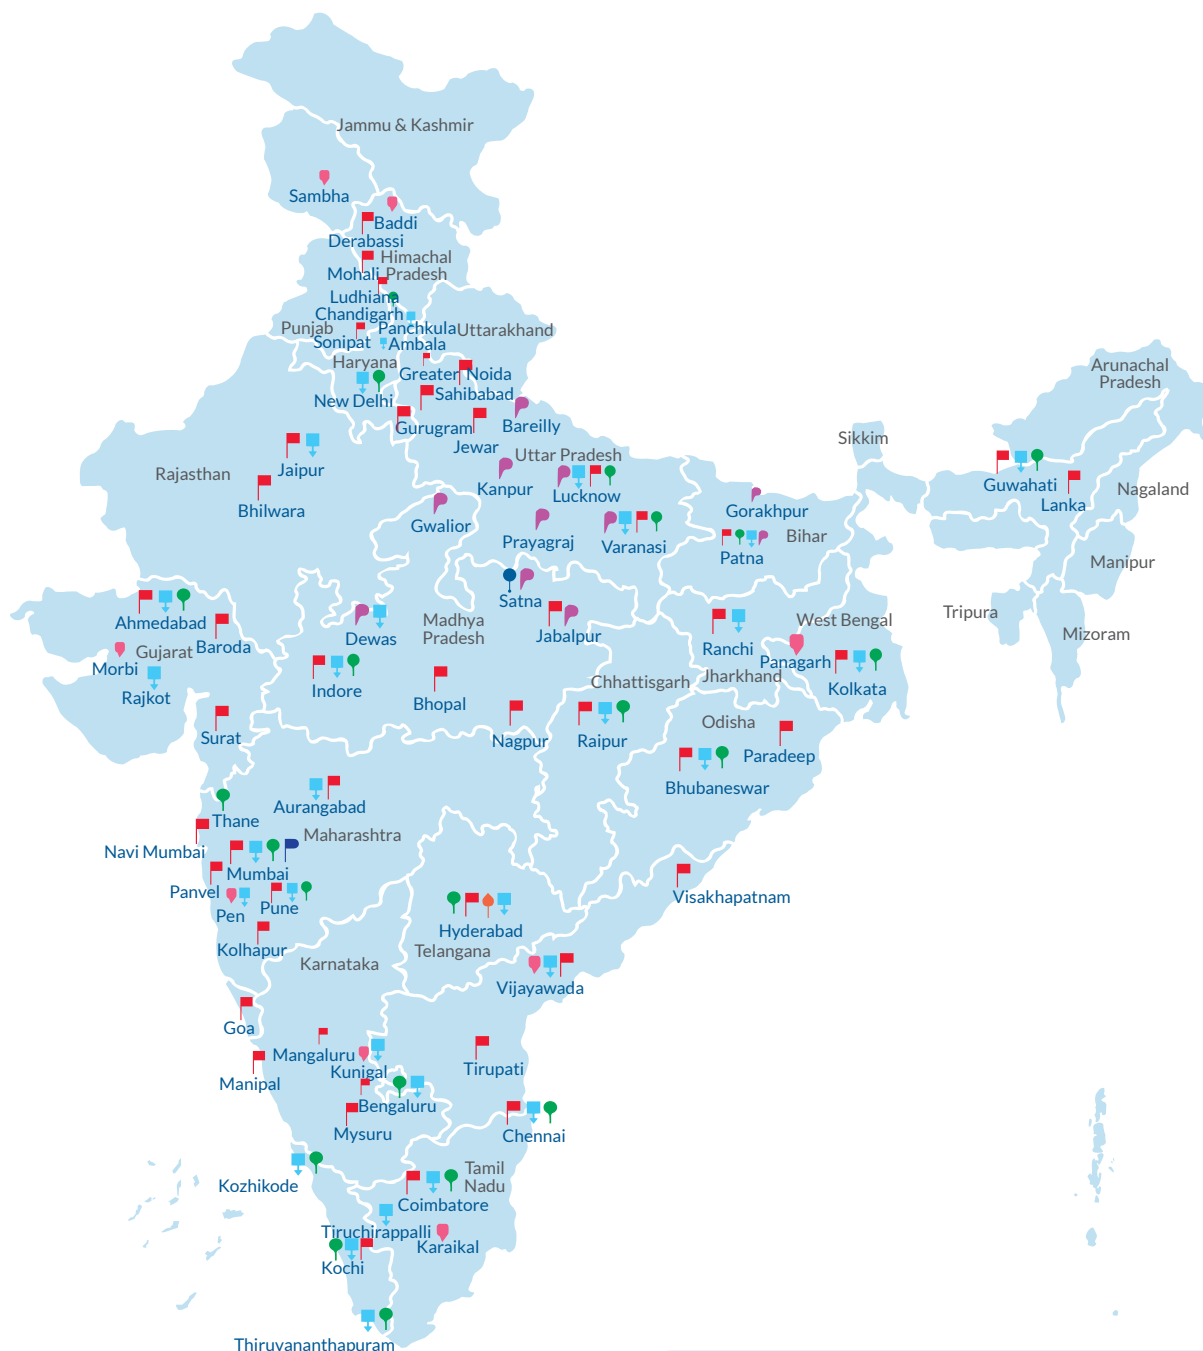 Jammu & Kashmir
Sambha
Baddi
Derabassi
Himachal
Pradesh
Mohali
Ludhiana
Chandigarh
Punjab
Panchkula
Uttarakhand
Sonipat
Ambala
Haryana
Greater Noida
New Delhi
Sahibabad
Gurugram
Jewar
Bareilly
Arunachal
Pradesh
Sikkim
Jaipur
Rajasthan
Uttar Pradesh
Kanpur
Lucknow
Bhilwara
Gwalior
Gorakhpur
Guwahati
Lanka
Nagaland
Prayagraj
Varanasi
Patna
Bihar
Manipur
Satna
Ahmedabad
Baroda
Dewas
Madhya
Pradesh
Jabalpur
Ranchi
West Bengal
Tripura
Mizoram
Morbi
Gujarat
Rajkot
Indore
Bhopal
Chhattisgarh
Jharkhand
Panagarh
Kolkata
Surat
Nagpur
Raipur
Odisha
Paradeep
Bhubaneswar
Aurangabad
Thane
Maharashtra
Navi Mumbai
Mumbai
Panvel
Pen
Pune
Visakhapatnam
Kolhapur
Hyderabad
Telangana
Karnataka
Vijayawada
Goa
Mangaluru
Kunigal
Tirupati
Manipal
Bengaluru
Mysuru
Chennai
Kozhikode
Tamil
Nadu
Coimbatore
Tiruchirappalli
Karaikal
Kochi
Thiruvananthapuram